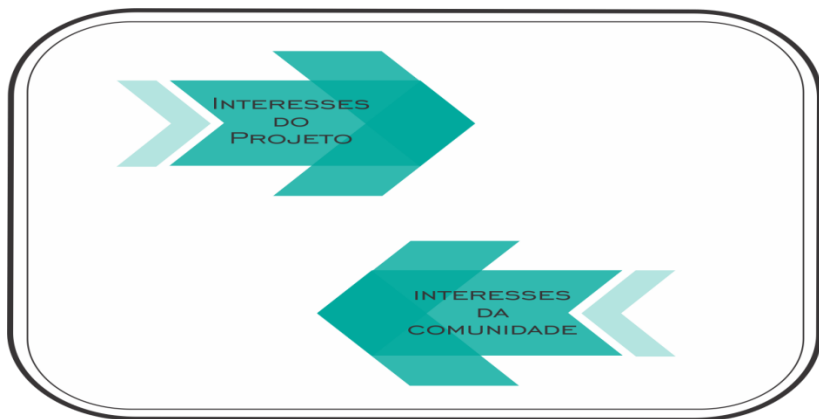 Interesses
do
Projeto
interesses
da
comunidade